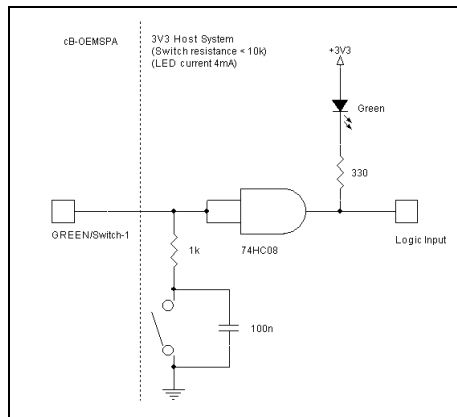 cB-OEMSPA
3V3 Host System
(Switch resistance < 10k)
(LED current 4mA)
+3V3
Green
330
GREEN/Switch-1
74HC08
Logic Input
1k
100n